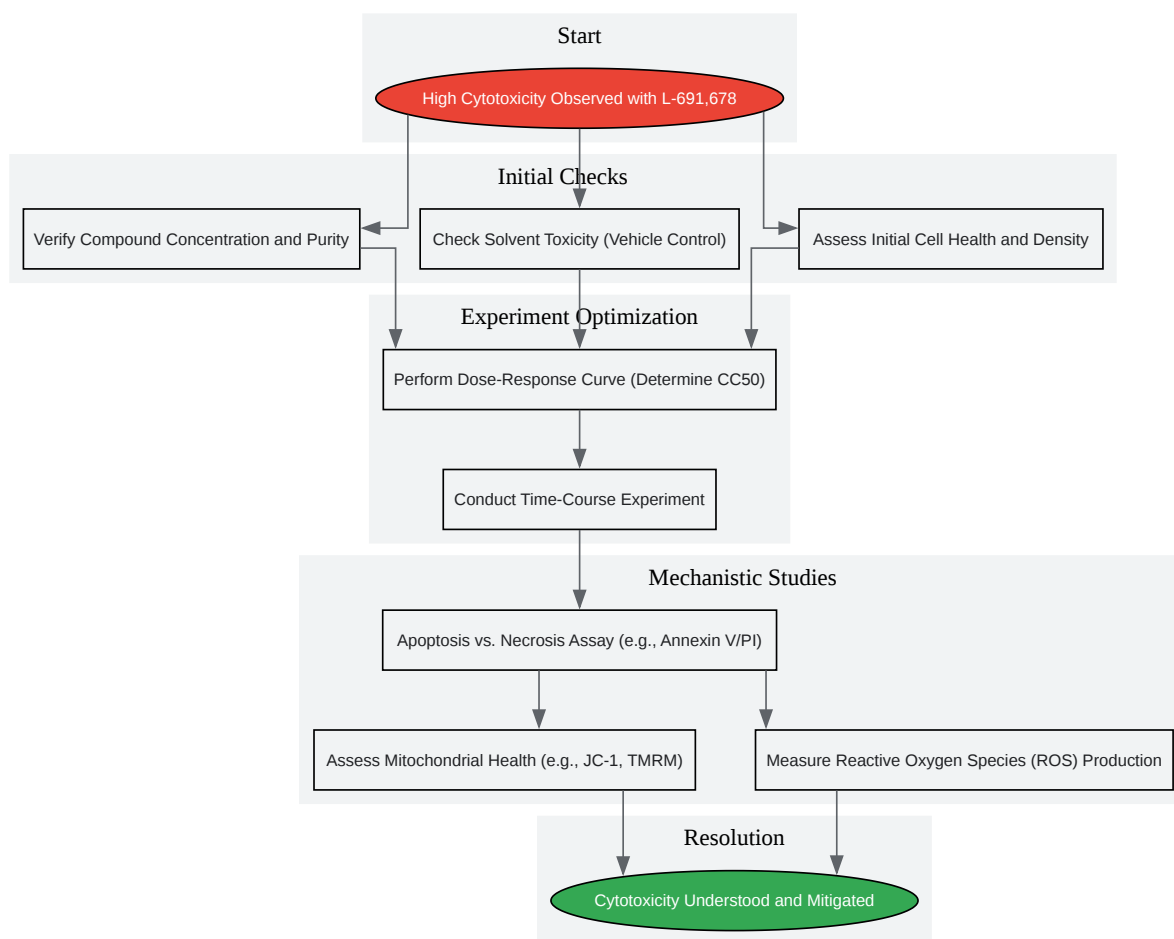 Start
High Cytotoxicity Observed with L-691,678
Initial Checks
Verify Compound Concentration and Purity
Check Solvent Toxicity (Vehicle Control)
Assess Initial Cell Health and Density
Experiment Optimization
Perform Dose-Response Curve (Determine CC50)
Conduct Time-Course Experiment
Mechanistic Studies
Apoptosis vs. Necrosis Assay (e.g., Annexin V/PI)
Assess Mitochondrial Health (e.g., JC-1, TMRM)
Measure Reactive Oxygen Species (ROS) Production
Resolution
Cytotoxicity Understood and Mitigated